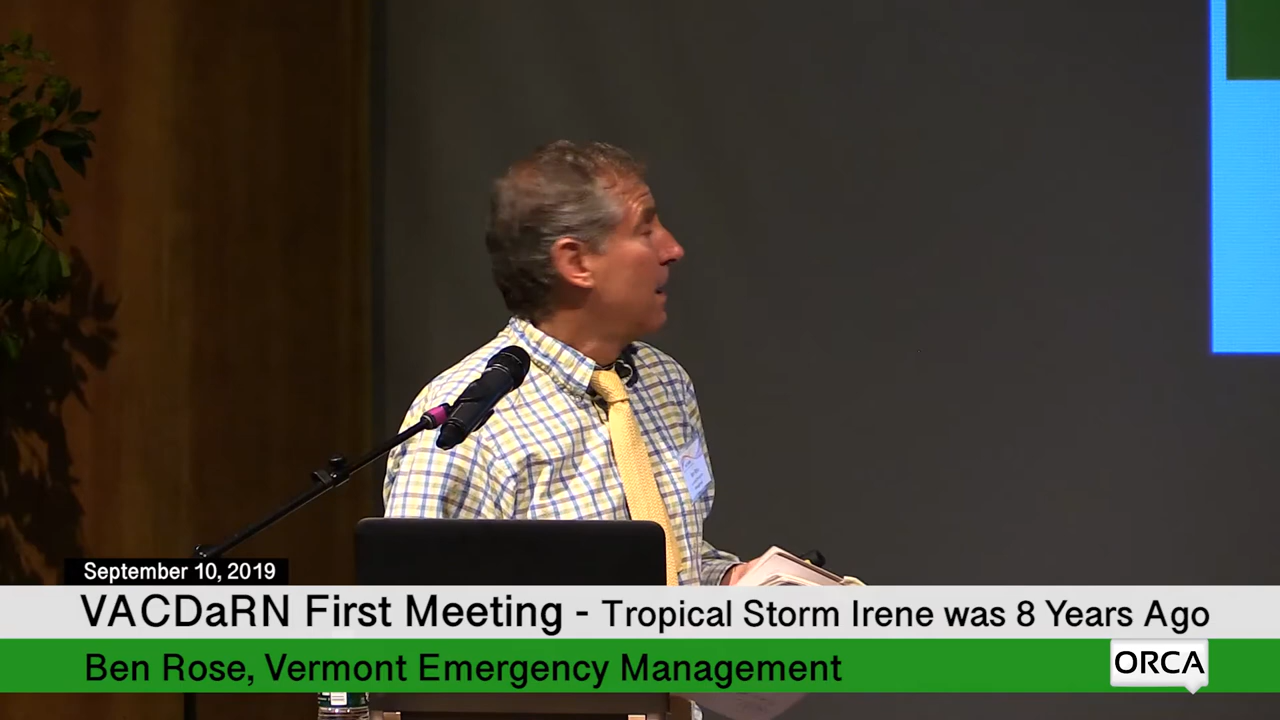 September 10, 2019
VACDaRN First Meeting - Tropical Storm Irene was 8 Years Ago
Ben Rose, Vermont Emergency Management
ORCA